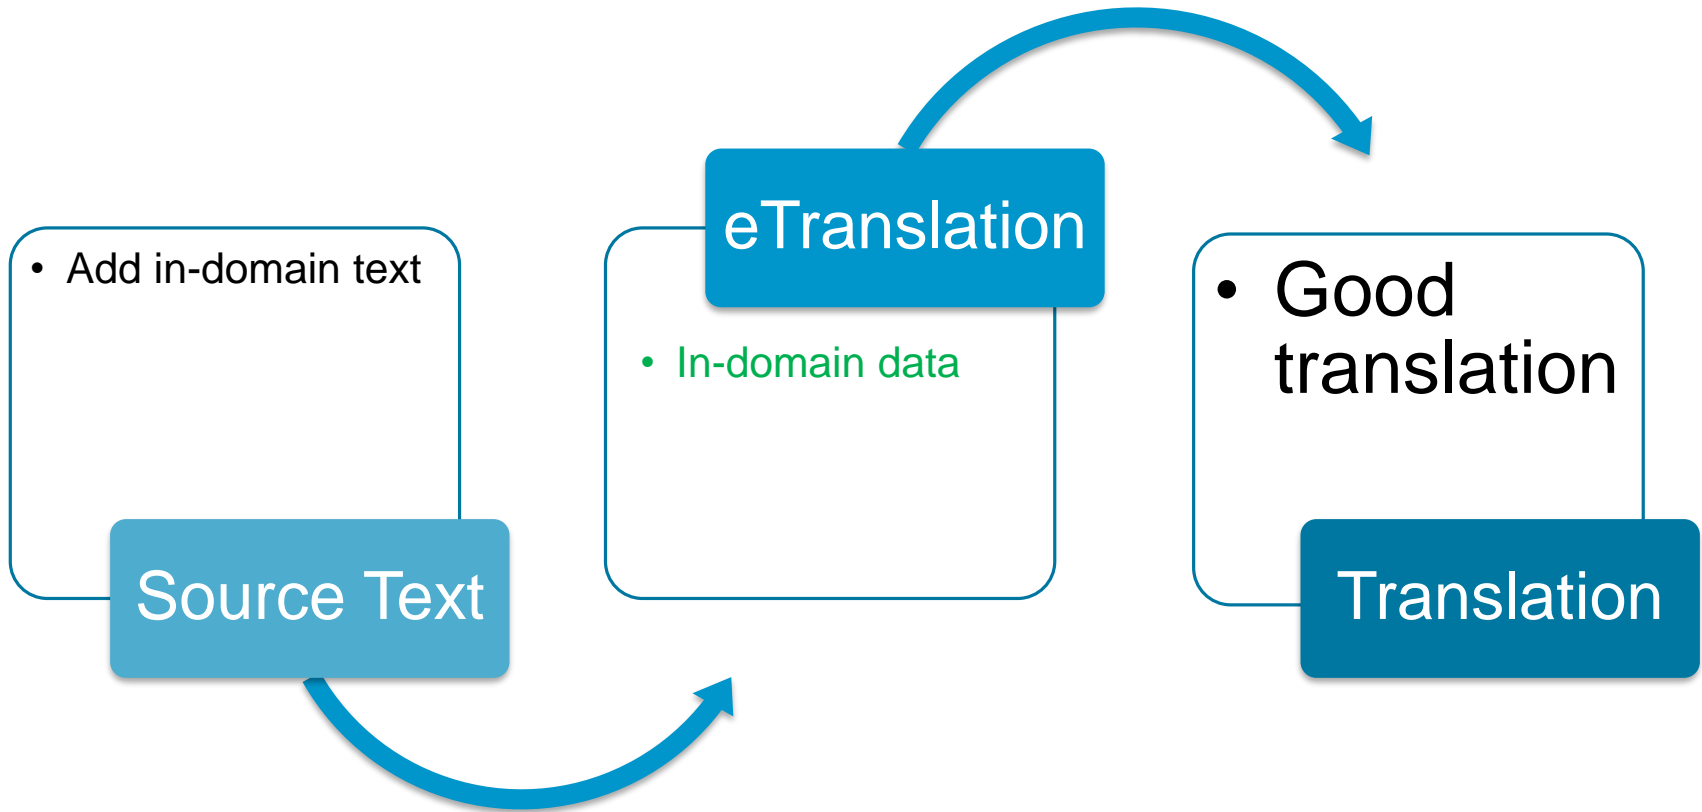 • Add in-domain text
Source Text
eTranslation
• In-domain data
• Good
translation
Translation